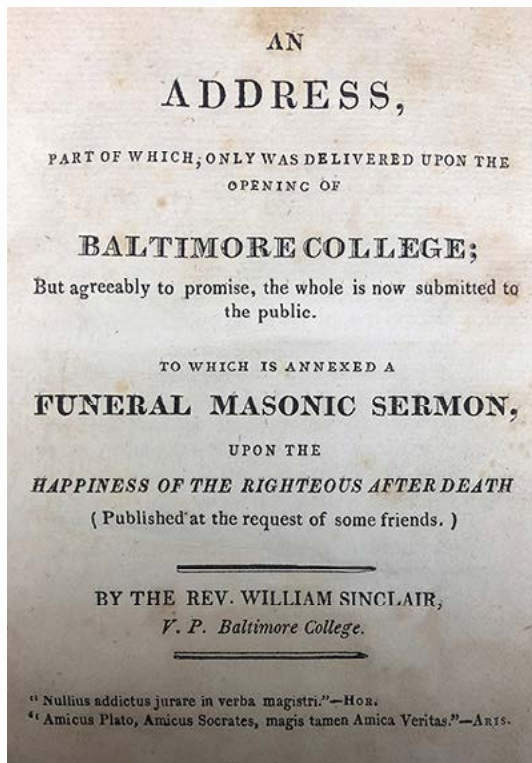 AN
ADDRESS,
PART OF WHICH, ONLY WAS DELIVERED UPON THE
OPENING OF
BALTIMORE COLLEGE;
But agreeably to promise, the whole is now submitted to
the public.
TO WHICH IS ANNEXED A
FUNERAL MASONIC SERMON,
UPON THE
HAPPINESS OF THE RIGHTEOUS AFTER DEATH
( Published at the request of some friends. )
BY THE REV. WILLIAM SINCLAIR,
V. P. Baltimore College.
“ Nullius addictus jurare in verba magistri.”—HOR.
“ Amicus Plato, Amicus Socrates, magis tamen Amica Veritas.”—ARIS.